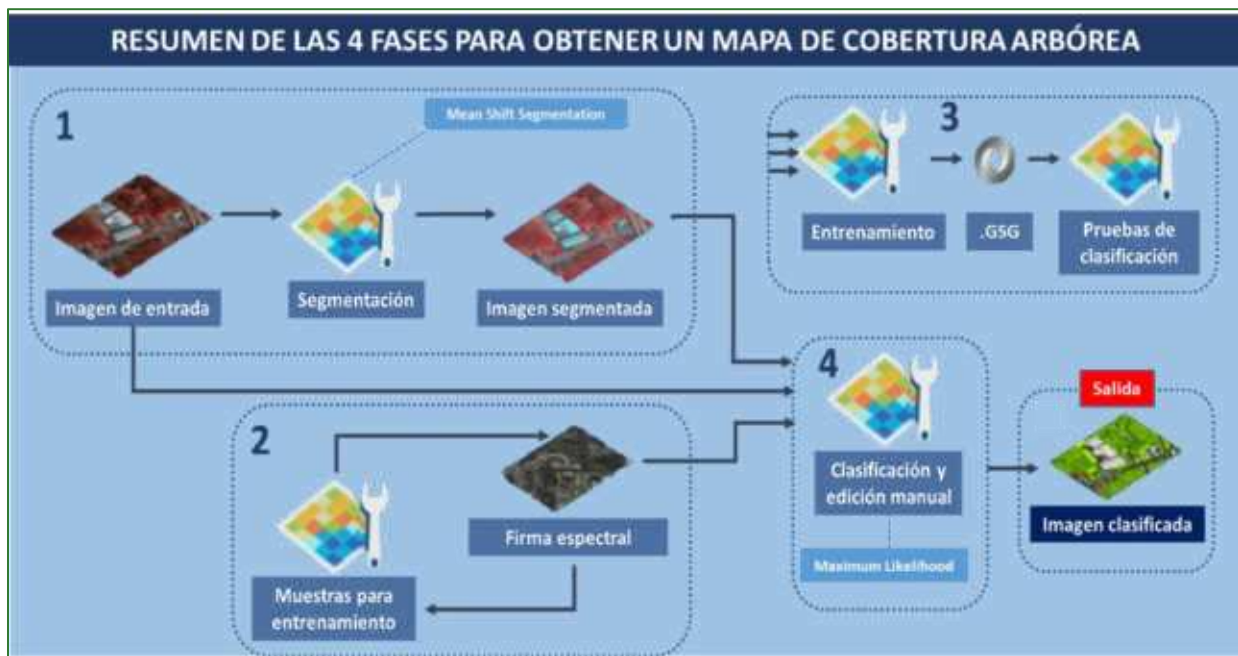 RESUMEN DE LAS 4 FASES PARA OBTENER UN MAPA DE COBERTURA ARBÓREA
1
Mean Shift Segmentation
Imagen de entrada
Segmentación
Imagen segmentada
3
Entrenamiento
.GSG
Pruebas de
clasificación
2
Firma espectral
Muestras para
entrenamiento
4
Clasificación y
edición manual
Maximum Likelihood
Salida
Imagen clasificada